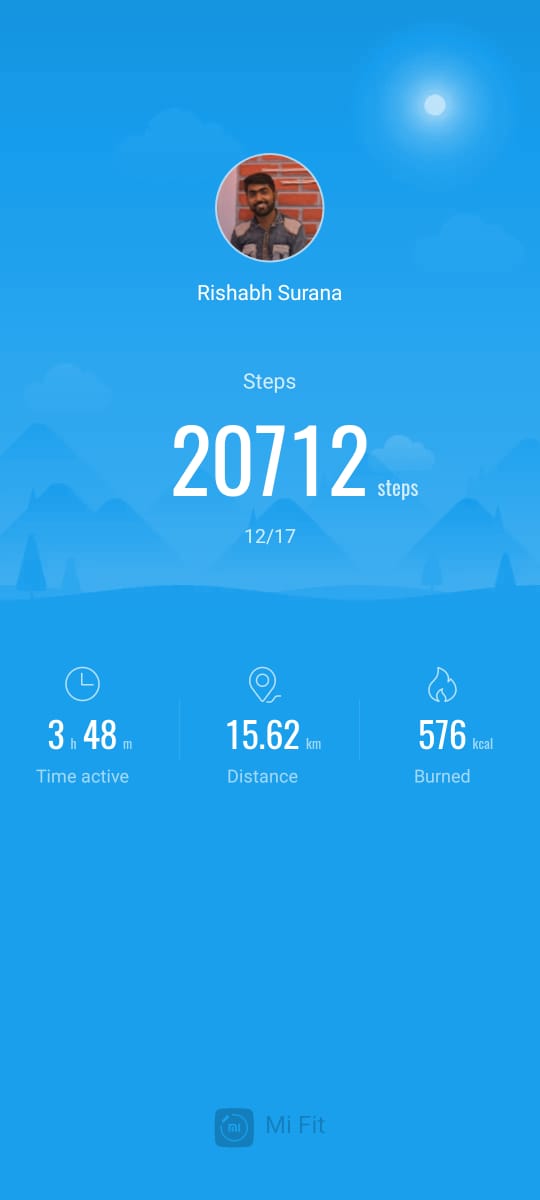 Rishabh Surana
Steps
20712 steps
12/17
3 h 48 m
Time active
15.62 km
Distance
576 kcal
Burned
mi Mi Fit